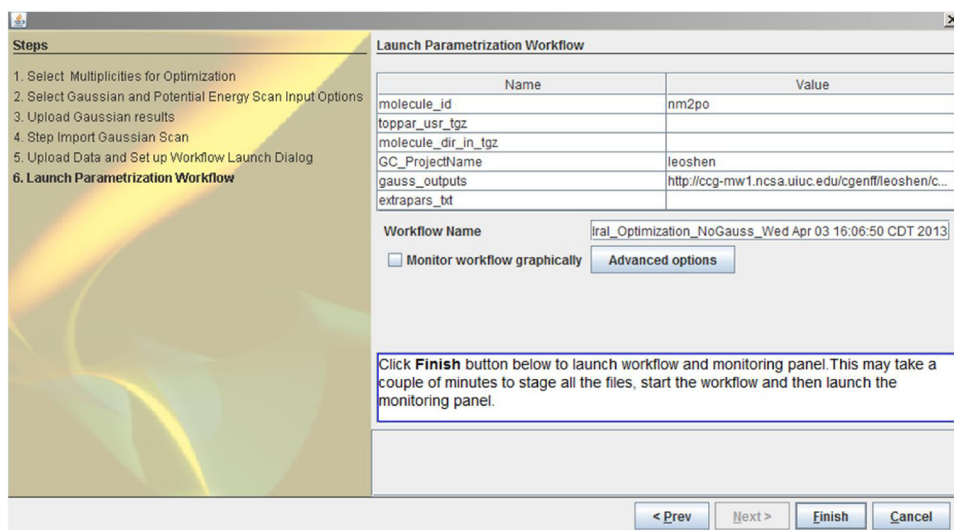 Steps
1. Select Multiplicities for Optimization
2. Select Gaussian and Potential Energy Scan Input Options
3. Upload Gaussian results
4. Step Import Gaussian Scan
5. Upload Data and Set up Workflow Launch Dialog
6. Launch Parametrization Workflow
Launch Parametrization Workflow
Name Value
molecule_id nm2po
toppar_usr_tgz
molecule_dir_in_tgz
GC_ProjectName leoshen
gauss_outputs http://ccg-mw1.ncsa.uiuc.edu/cgenff/leoshen/c...
extrapars_txt
Workflow Name Iral_Optimization_NoGauss_Wed Apr 03 16:06:50 CDT 2013
Monitor workflow graphically Advanced options
Click Finish button below to launch workflow and monitoring panel.This may take a
couple of minutes to stage all the files, start the workflow and then launch the
monitoring panel.
< Prev Next > Finish Cancel